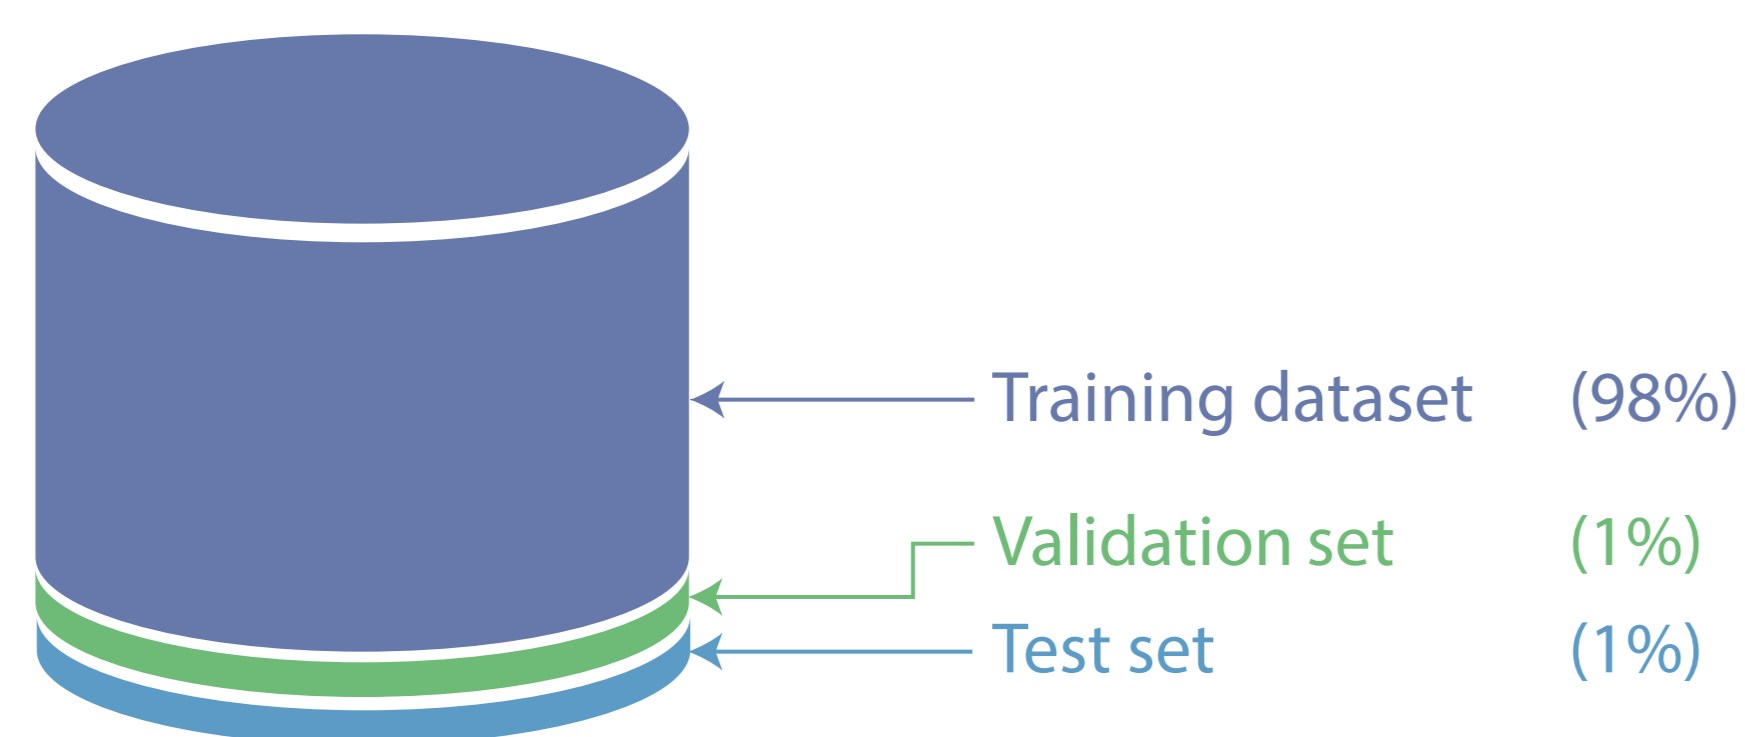 Training dataset (98%)
Validation set (1%)
Test set (1%)